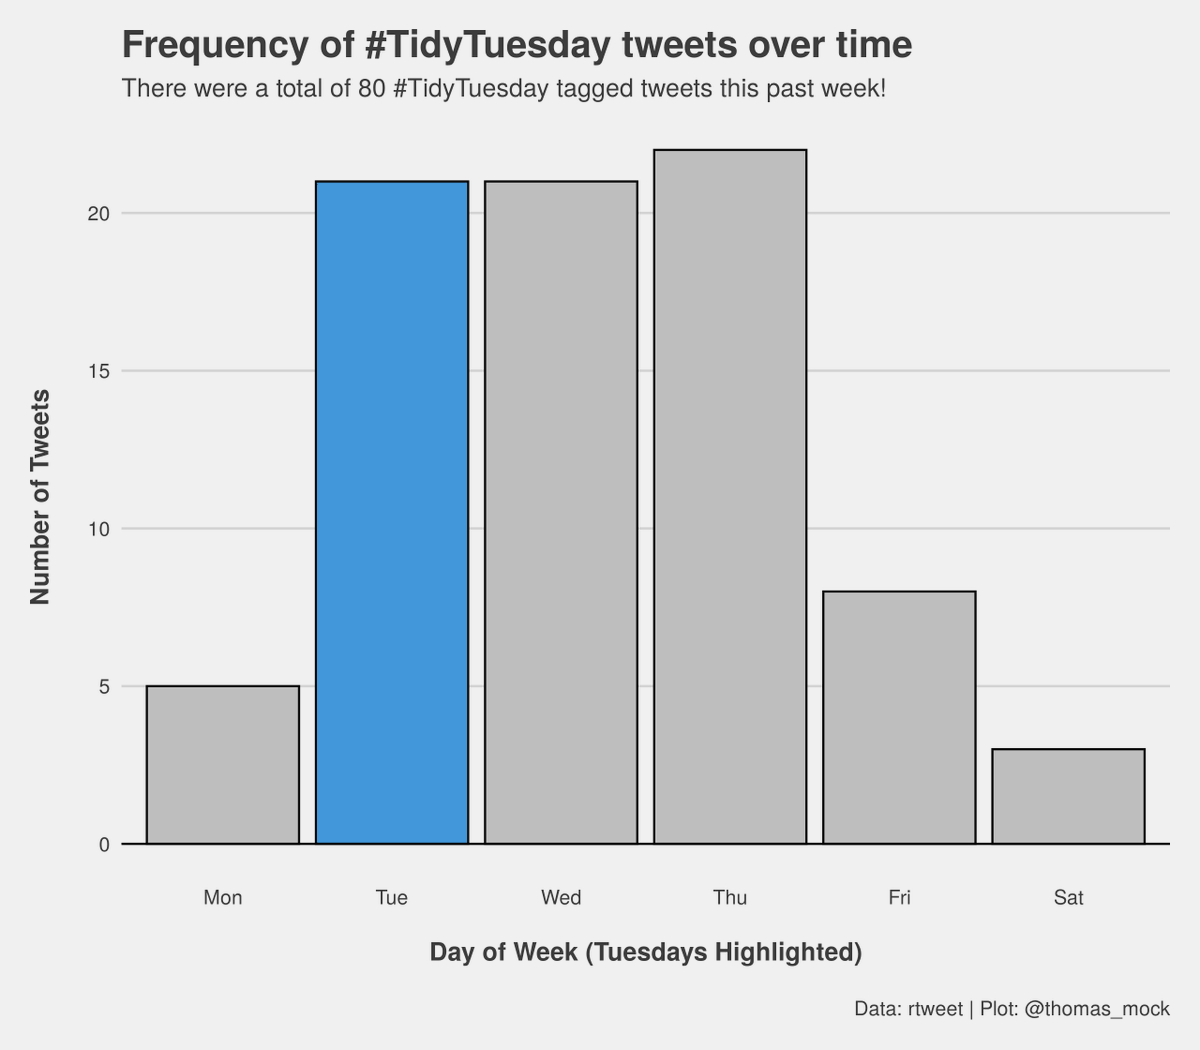 Frequency of #TidyTuesday tweets over time
There were a total of 80 #TidyTuesday tagged tweets this past week!
Number of Tweets
20
15
10
5
0
Mon Tue Wed Thu Fri Sat
Day of Week (Tuesdays Highlighted)
Data: rtweet | Plot: @thomas_mock